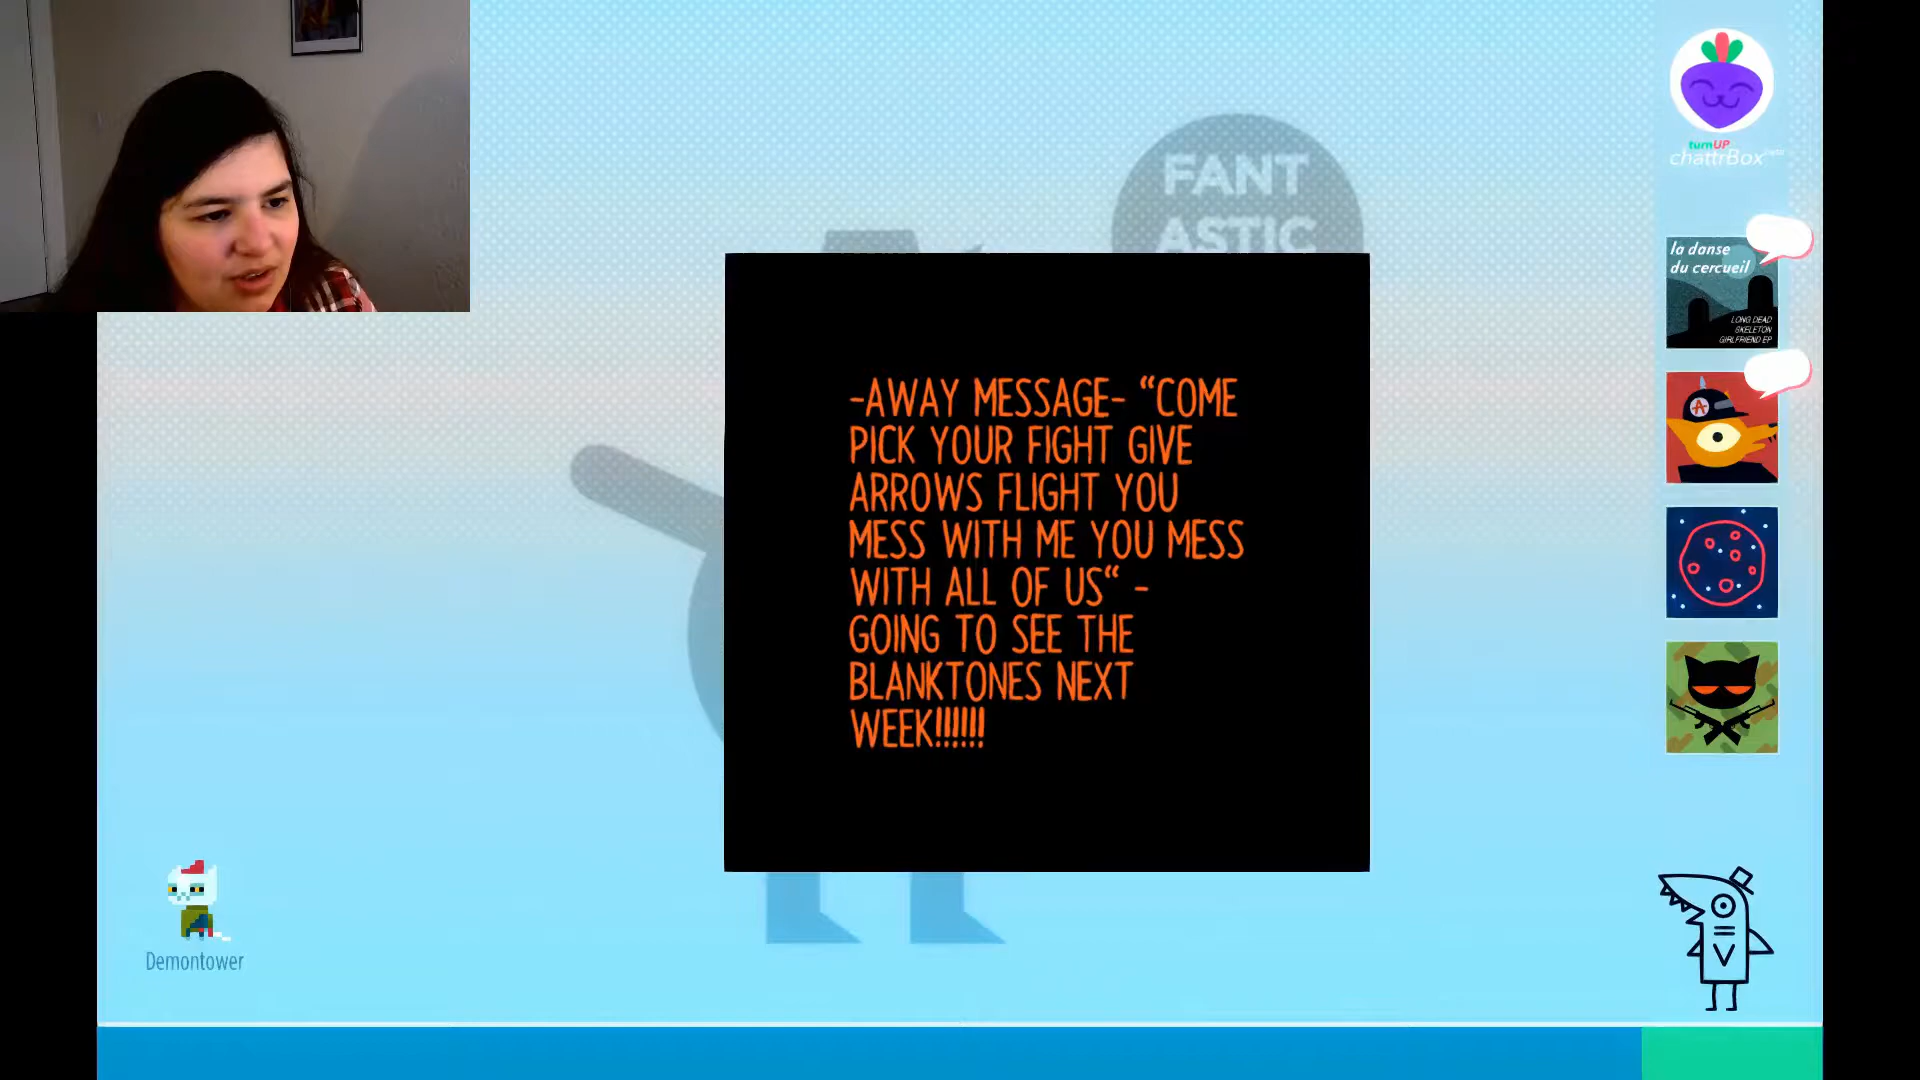 FANT
ASTIC
turnUP
chattrBox
la danse
du cercueil
LONG DEAD
SKELETON
GIRLFRIEND EP
A
-AWAY MESSAGE- “COME
PICK YOUR FIGHT GIVE
ARROWS FLIGHT YOU
MESS WITH ME YOU MESS
WITH ALL OF US“ -
GOING TO SEE THE
BLANKTONES NEXT
WEEK!!!!!!
Demontower